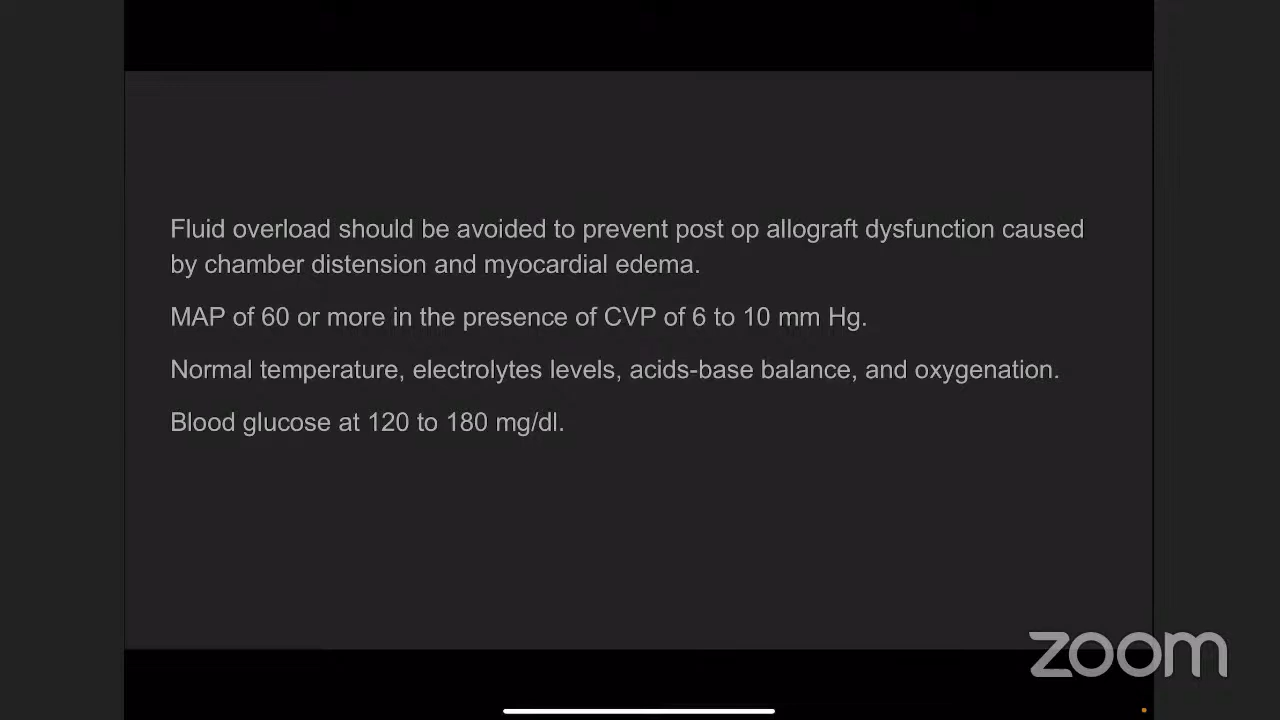 Fluid overload should be avoided to prevent post op allograft dysfunction caused
by chamber distension and myocardial edema.
MAP of 60 or more in the presence of CVP of 6 to 10 mm Hg.
Normal temperature, electrolytes levels, acids-base balance, and oxygenation.
Blood glucose at 120 to 180 mg/dl.
zoom